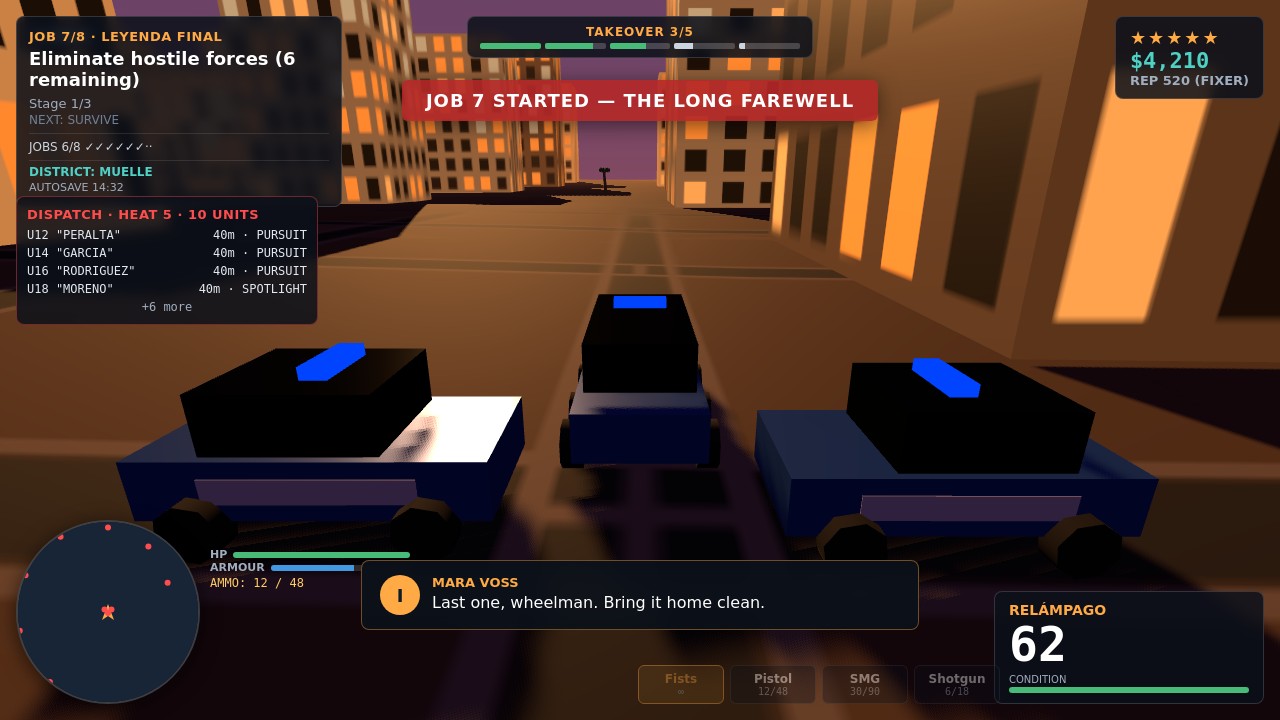 JOB 7/8 · LEYENDA FINAL
Eliminate hostile forces (6
remaining)
Stage 1/3
NEXT: SURVIVE
JOBS 6/8 ✓✓✓✓✓✓··
DISTRICT: MUELLE
AUTOSAVE 14:32
DISPATCH · HEAT 5 · 10 UNITS
U12 "PERALTA" 40m · PURSUIT
U14 "GARCIA" 40m · PURSUIT
U16 "RODRIGUEZ" 40m · PURSUIT
U18 "MORENO" 40m · SPOTLIGHT
+6 more
TAKEOVER 3/5
JOB 7 STARTED — THE LONG FAREWELL
★★★★★
$4,210
REP 520 (FIXER)
HP
ARMOUR
AMMO: 12 / 48
I
MARA VOSS
Last one, wheelman. Bring it home clean.
Fists
∞
Pistol
12/48
SMG
30/90
Shotgun
6/18
RELÁMPAGO
62
CONDITION